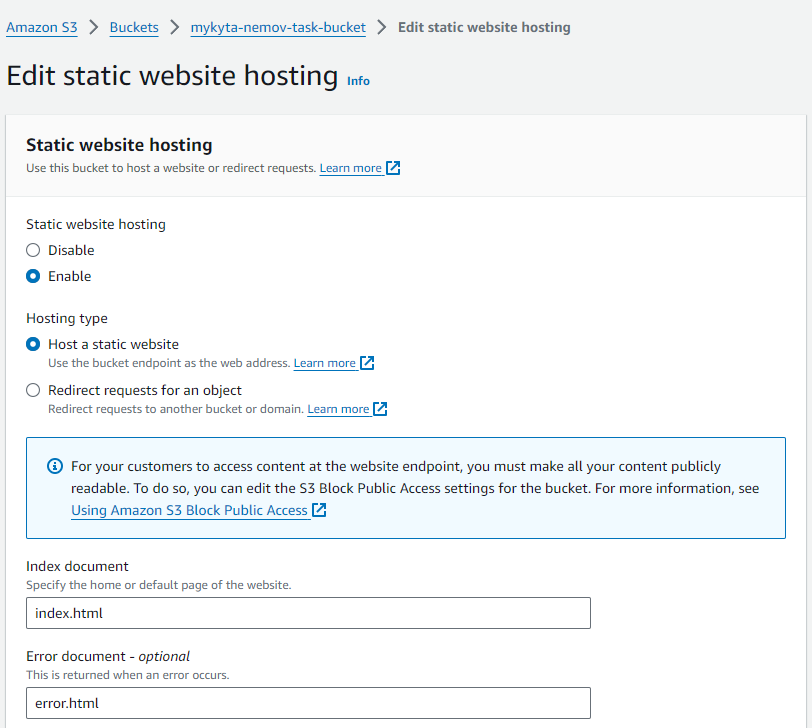 Amazon S3 > Buckets > mykyta-nemov-task-bucket > Edit static website hosting
Edit static website hosting Info
Static website hosting
Use this bucket to host a website or redirect requests. Learn more
Static website hosting
Disable
Enable
Hosting type
Host a static website
Use the bucket endpoint as the web address. Learn more
Redirect requests for an object
Redirect requests to another bucket or domain. Learn more
For your customers to access content at the website endpoint, you must make all your content publicly
readable. To do so, you can edit the S3 Block Public Access settings for the bucket. For more information, see
Using Amazon S3 Block Public Access
Index document
Specify the home or default page of the website.
index.html
Error document - optional
This is returned when an error occurs.
error.html